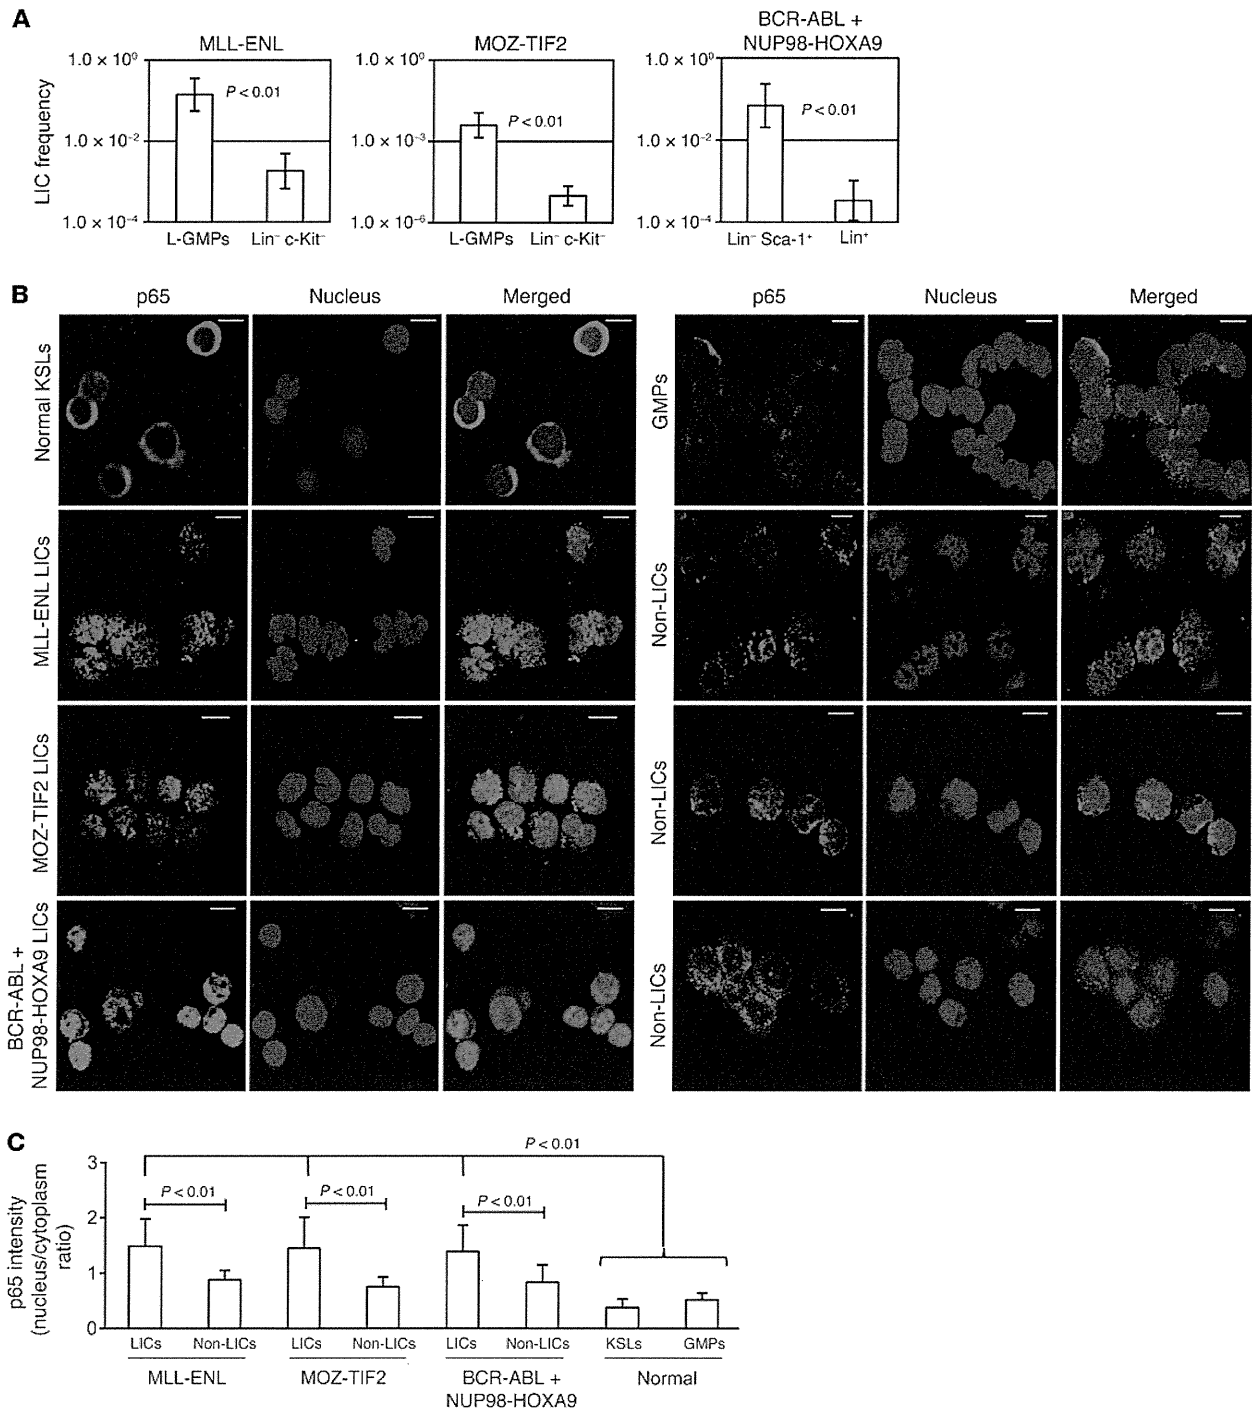 A
MLL-ENL
MOZ-TIF2
BCR-ABL +
NUP98-HOXA9
LIC frequency
1.0 × 10⁰
1.0 × 10⁻²
1.0 × 10⁻⁴
P < 0.01
L-GMPs
Lin⁻ c-Kit⁻
1.0 × 10⁰
1.0 × 10⁻³
1.0 × 10⁻⁶
P < 0.01
L-GMPs
Lin⁻ c-Kit⁻
1.0 × 10⁰
1.0 × 10⁻²
1.0 × 10⁻⁴
P < 0.01
Lin⁻ Sca-1⁺
Lin⁺
B
p65
Nucleus
Merged
p65
Nucleus
Merged
Normal KSLs
GMPs
MLL-ENL LICs
Non-LICs
MOZ-TIF2 LICs
Non-LICs
BCR-ABL +
NUP98-HOXA9 LICs
Non-LICs
C
p65 intensity
(nucleus/cytoplasm
ratio)
3
2
1
0
P < 0.01
P < 0.01
P < 0.01
P < 0.01
LICs
Non-LICs
LICs
Non-LICs
LICs
Non-LICs
KSLs
GMPs
MLL-ENL
MOZ-TIF2
BCR-ABL +
NUP98-HOXA9
Normal